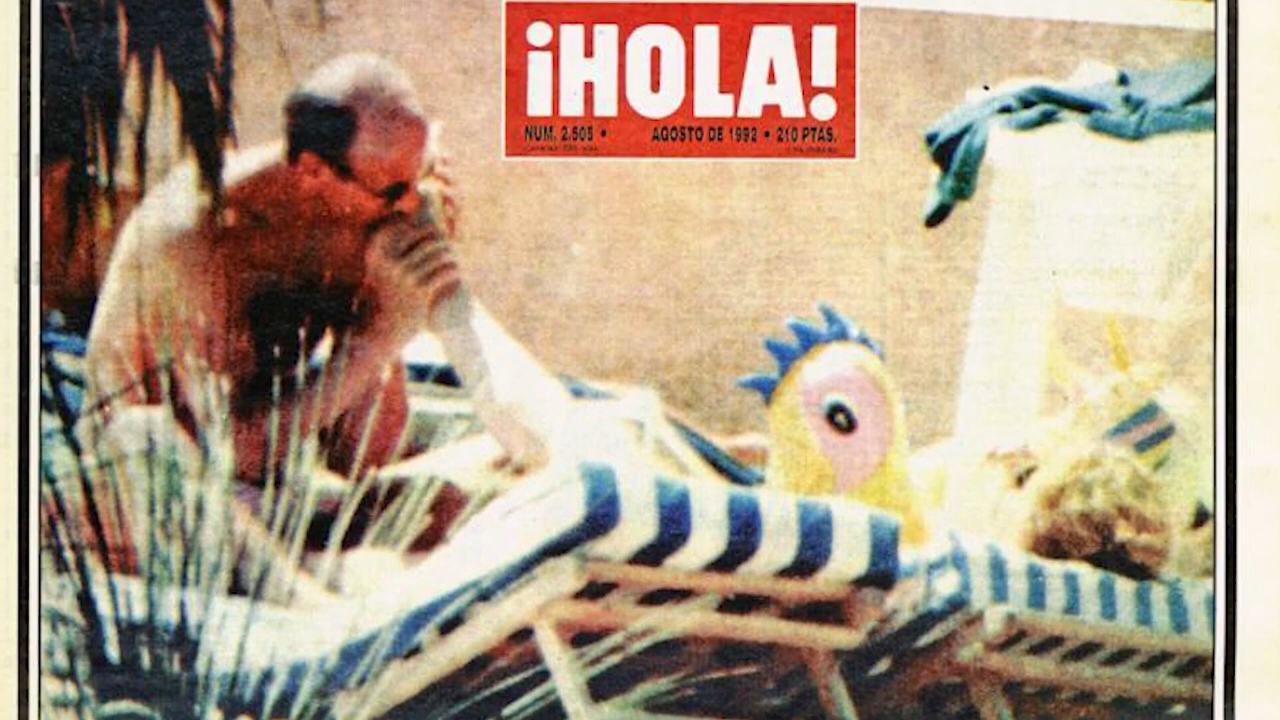 ¡HOLA!
NUM. 2.505 • AGOSTO DE 1992 • 210 PTAS.